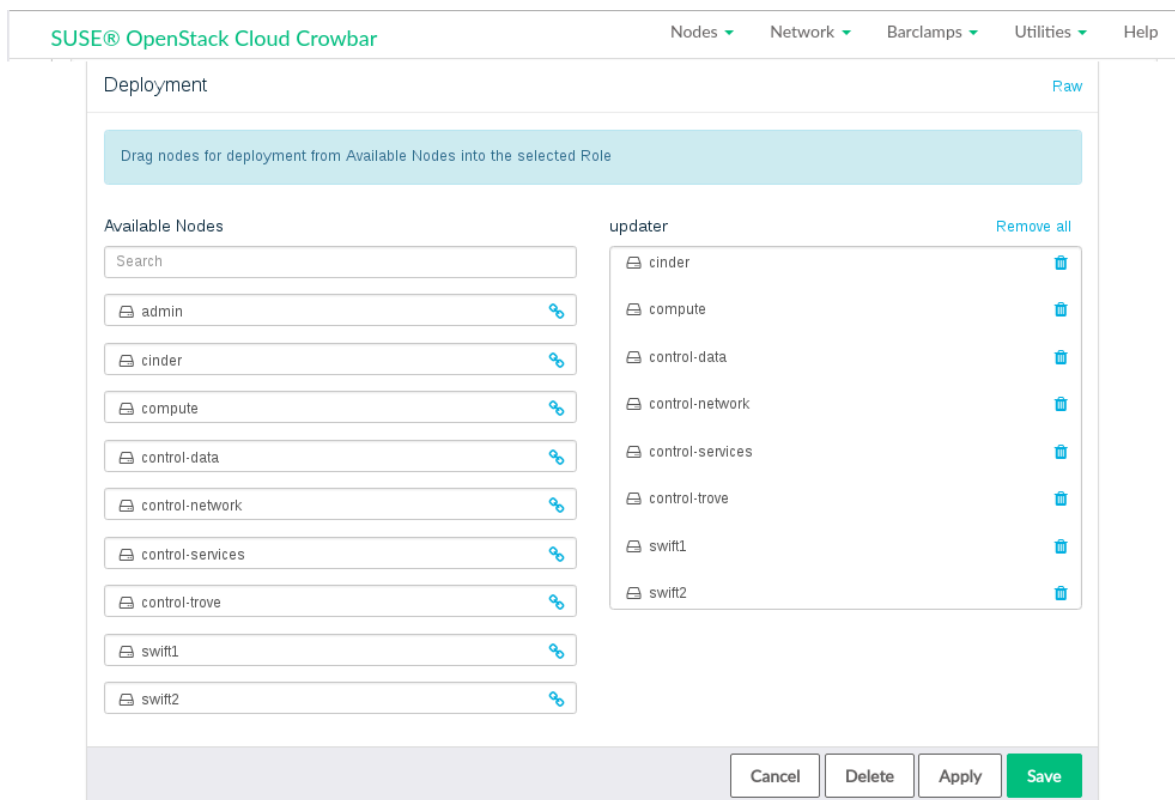 SUSE® OpenStack Cloud Crowbar
Nodes Network Barclamps Utilities Help
Deployment Raw
Drag nodes for deployment from Available Nodes into the selected Role
Available Nodes
Search
admin
cinder
compute
control-data
control-network
control-services
control-trove
swift1
swift2
updater Remove all
cinder
compute
control-data
control-network
control-services
control-trove
swift1
swift2
Cancel Delete Apply Save